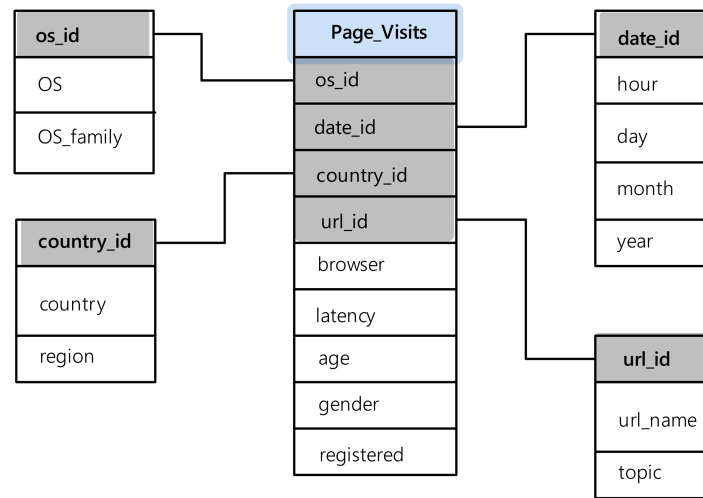 os_id
OS
OS_family
country_id
country
region
Page_Visits
os_id
date_id
country_id
url_id
browser
latency
age
gender
registered
date_id
hour
day
month
year
url_id
url_name
topic